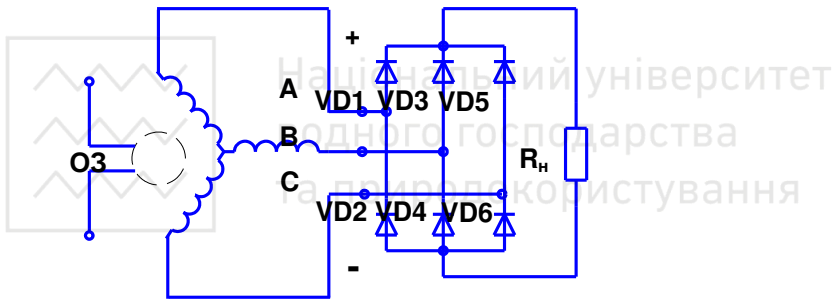 +
Національний університет
A
VD1 VD3 VD5
B
водного господарства
ОЗ
Rн
C
та природокористування
VD2 VD4 VD6
-